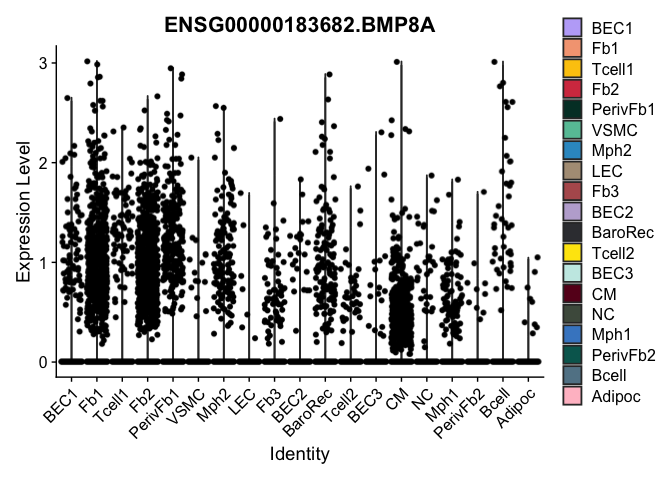 ENSG00000183682.BMP8A
Expression Level
3
2
1
0
BEC1
Fb1
Tcell1
Fb2
PerivFb1
VSMC
Mph2
LEC
Fb3
BEC2
BaroRec
Tcell2
BEC3
CM
NC
Mph1
PerivFb2
Bcell
Adipoc
Identity
BEC1
Fb1
Tcell1
Fb2
PerivFb1
VSMC
Mph2
LEC
Fb3
BEC2
BaroRec
Tcell2
BEC3
CM
NC
Mph1
PerivFb2
Bcell
Adipoc